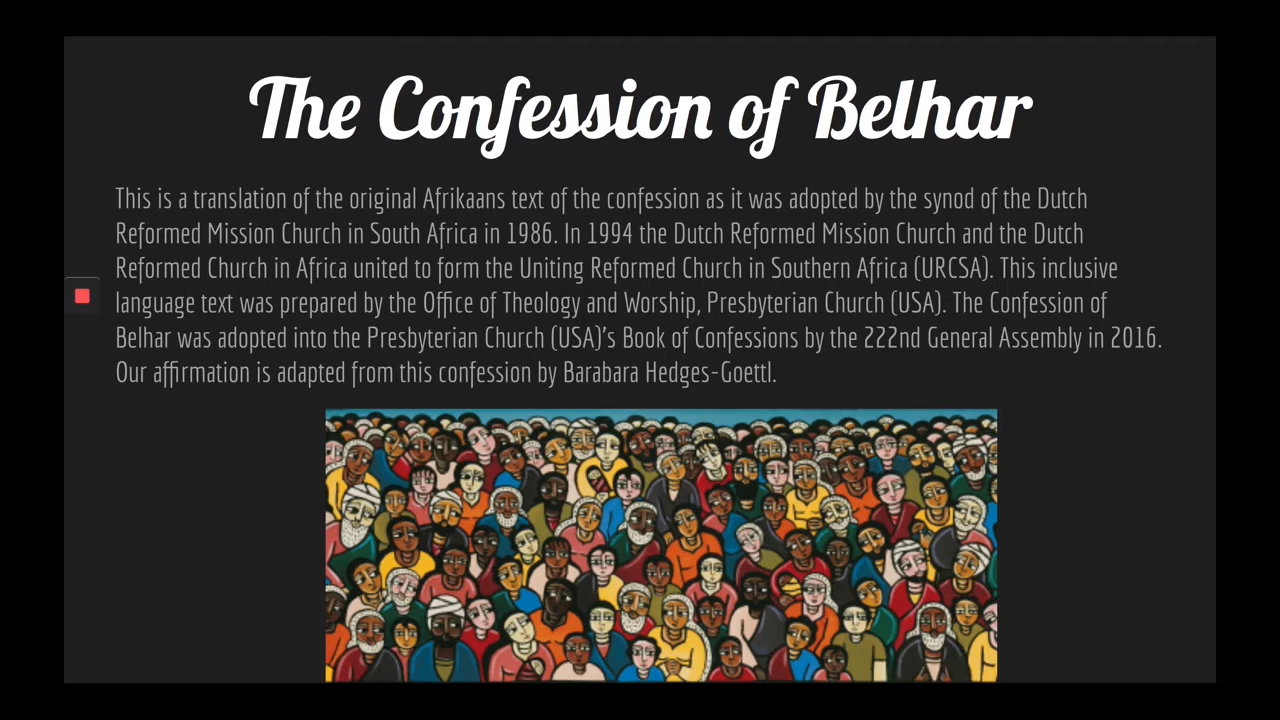 The Confession of Belhar
This is a translation of the original Afrikaans text of the confession as it was adopted by the synod of the Dutch
Reformed Mission Church in South Africa in 1986. In 1994 the Dutch Reformed Mission Church and the Dutch
Reformed Church in Africa united to form the Uniting Reformed Church in Southern Africa (URCSA). This inclusive
language text was prepared by the Office of Theology and Worship, Presbyterian Church (USA). The Confession of
Belhar was adopted into the Presbyterian Church (USA)’s Book of Confessions by the 222nd General Assembly in 2016.
Our affirmation is adapted from this confession by Barabara Hedges-Goettl.